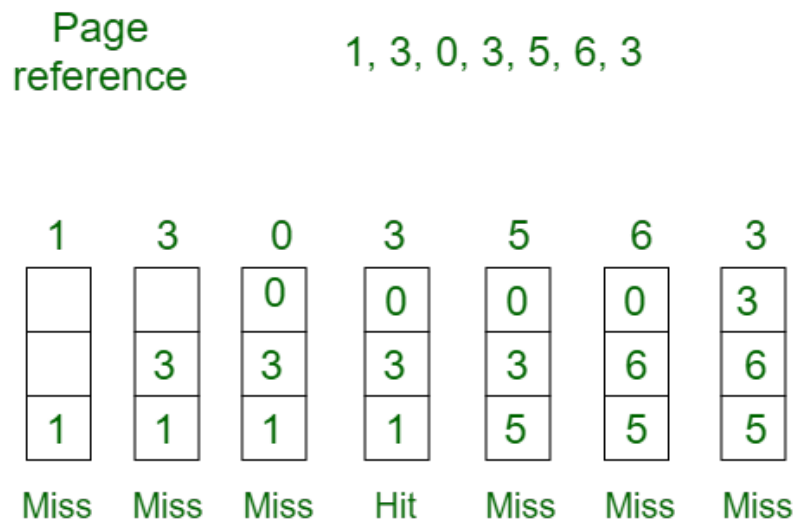 Page
reference
1, 3, 0, 3, 5, 6, 3
1 3 0 3 5 6 3
0 0 0 0 3
3 3 3 3 6 6
1 1 1 1 5 5 5
Miss Miss Miss Hit Miss Miss Miss